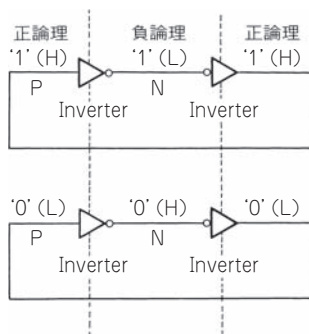 正論理 負論理 正論理
‘1’ (H) ‘1’ (L) ‘1’ (H)
P N
Inverter Inverter
‘0’ (L) ‘0’ (H) ‘0’ (L)
P N
Inverter Inverter